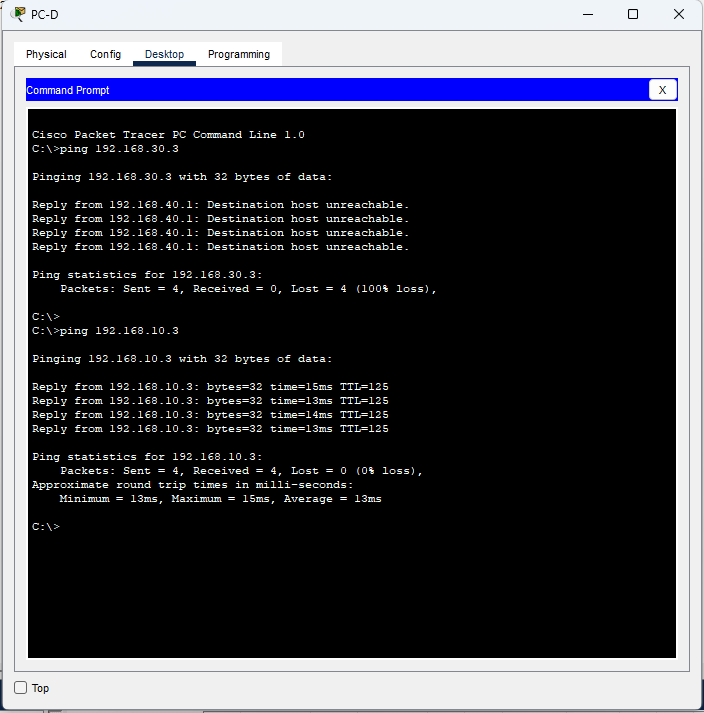 PC-D
Physical Config Desktop Programming
Command Prompt X
Cisco Packet Tracer PC Command Line 1.0
C:\>ping 192.168.30.3
Pinging 192.168.30.3 with 32 bytes of data:
Reply from 192.168.40.1: Destination host unreachable.
Reply from 192.168.40.1: Destination host unreachable.
Reply from 192.168.40.1: Destination host unreachable.
Reply from 192.168.40.1: Destination host unreachable.
Ping statistics for 192.168.30.3:
Packets: Sent = 4, Received = 0, Lost = 4 (100% loss),
C:\>
C:\>ping 192.168.10.3
Pinging 192.168.10.3 with 32 bytes of data:
Reply from 192.168.10.3: bytes=32 time=15ms TTL=125
Reply from 192.168.10.3: bytes=32 time=13ms TTL=125
Reply from 192.168.10.3: bytes=32 time=14ms TTL=125
Reply from 192.168.10.3: bytes=32 time=13ms TTL=125
Ping statistics for 192.168.10.3:
Packets: Sent = 4, Received = 4, Lost = 0 (0% loss),
Approximate round trip times in milli-seconds:
Minimum = 13ms, Maximum = 15ms, Average = 13ms
C:\>
Top